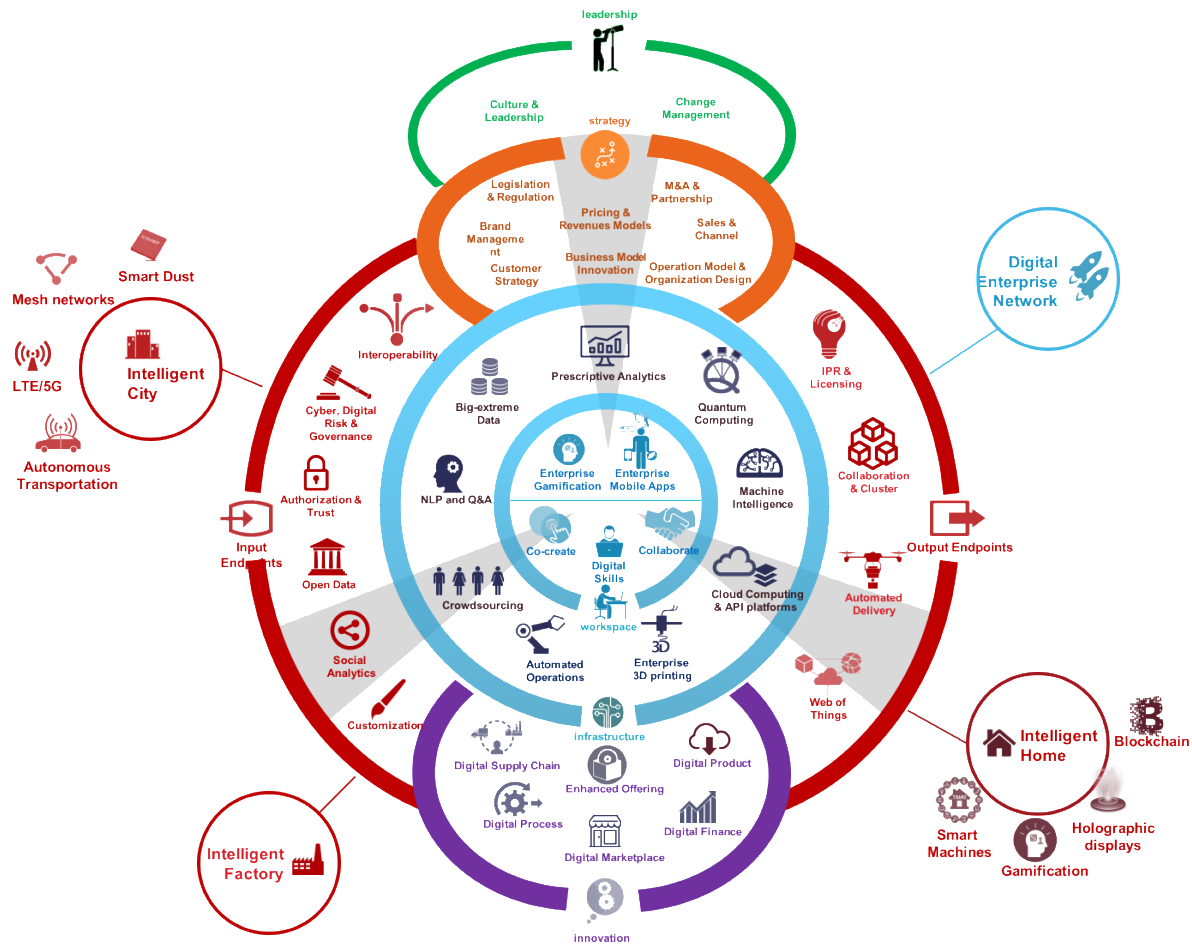 leadership
Culture &
Leadership
Change
Management
strategy
Legislation
& Regulation
M&A &
Partnership
Pricing &
Revenues Models
Brand
Manageme
nt
Sales &
Channel
Business Model
Innovation
Customer
Strategy
Operation Model &
Organization Design
Smart Dust
Mesh networks
Intelligent
City
LTE/5G
Autonomous
Transportation
Digital
Enterprise
Network
Interoperability
Cyber, Digital
Risk &
Governance
Authorization &
Trust
Input
Endpoints
Open Data
Social
Analytics
Customization
IPR &
Licensing
Collaboration
& Cluster
Output Endpoints
Automated
Delivery
Web of
Things
Prescriptive Analytics
Big-extreme
Data
Quantum
Computing
NLP and Q&A
Machine
Intelligence
Crowdsourcing
Cloud Computing
& API platforms
Automated
Operations
3D
Enterprise
3D printing
Enterprise
Gamification
Enterprise
Mobile Apps
Co-create
Collaborate
Digital
Skills
workspace
infrastructure
Digital Supply Chain
Enhanced Offering
Digital Product
Digital Process
Digital Finance
Digital Marketplace
innovation
Intelligent
Factory
Intelligent
Home
Blockchain
Smart
Machines
Holographic
displays
Gamification